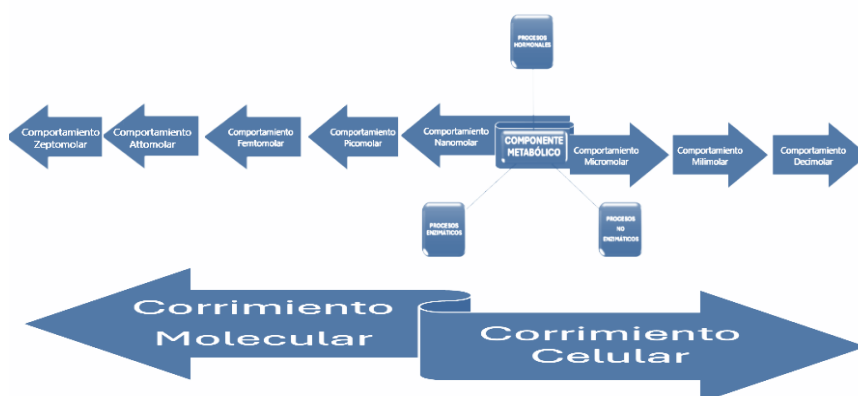 PROCESOS
HORMONALES
Comportamiento
Zeptomolar
Comportamiento
Attomolar
Comportamiento
Femtomolar
Comportamiento
Picomolar
Comportamiento
Nanomolar
COMPONENTE
METABÓLICO
Comportamiento
Micromolar
Comportamiento
Milimolar
Comportamiento
Decimolar
PROCESOS
ENZIMÁTICOS
PROCESOS
NO
ENZIMÁTICOS
Corrimiento
Molecular
Corrimiento
Celular